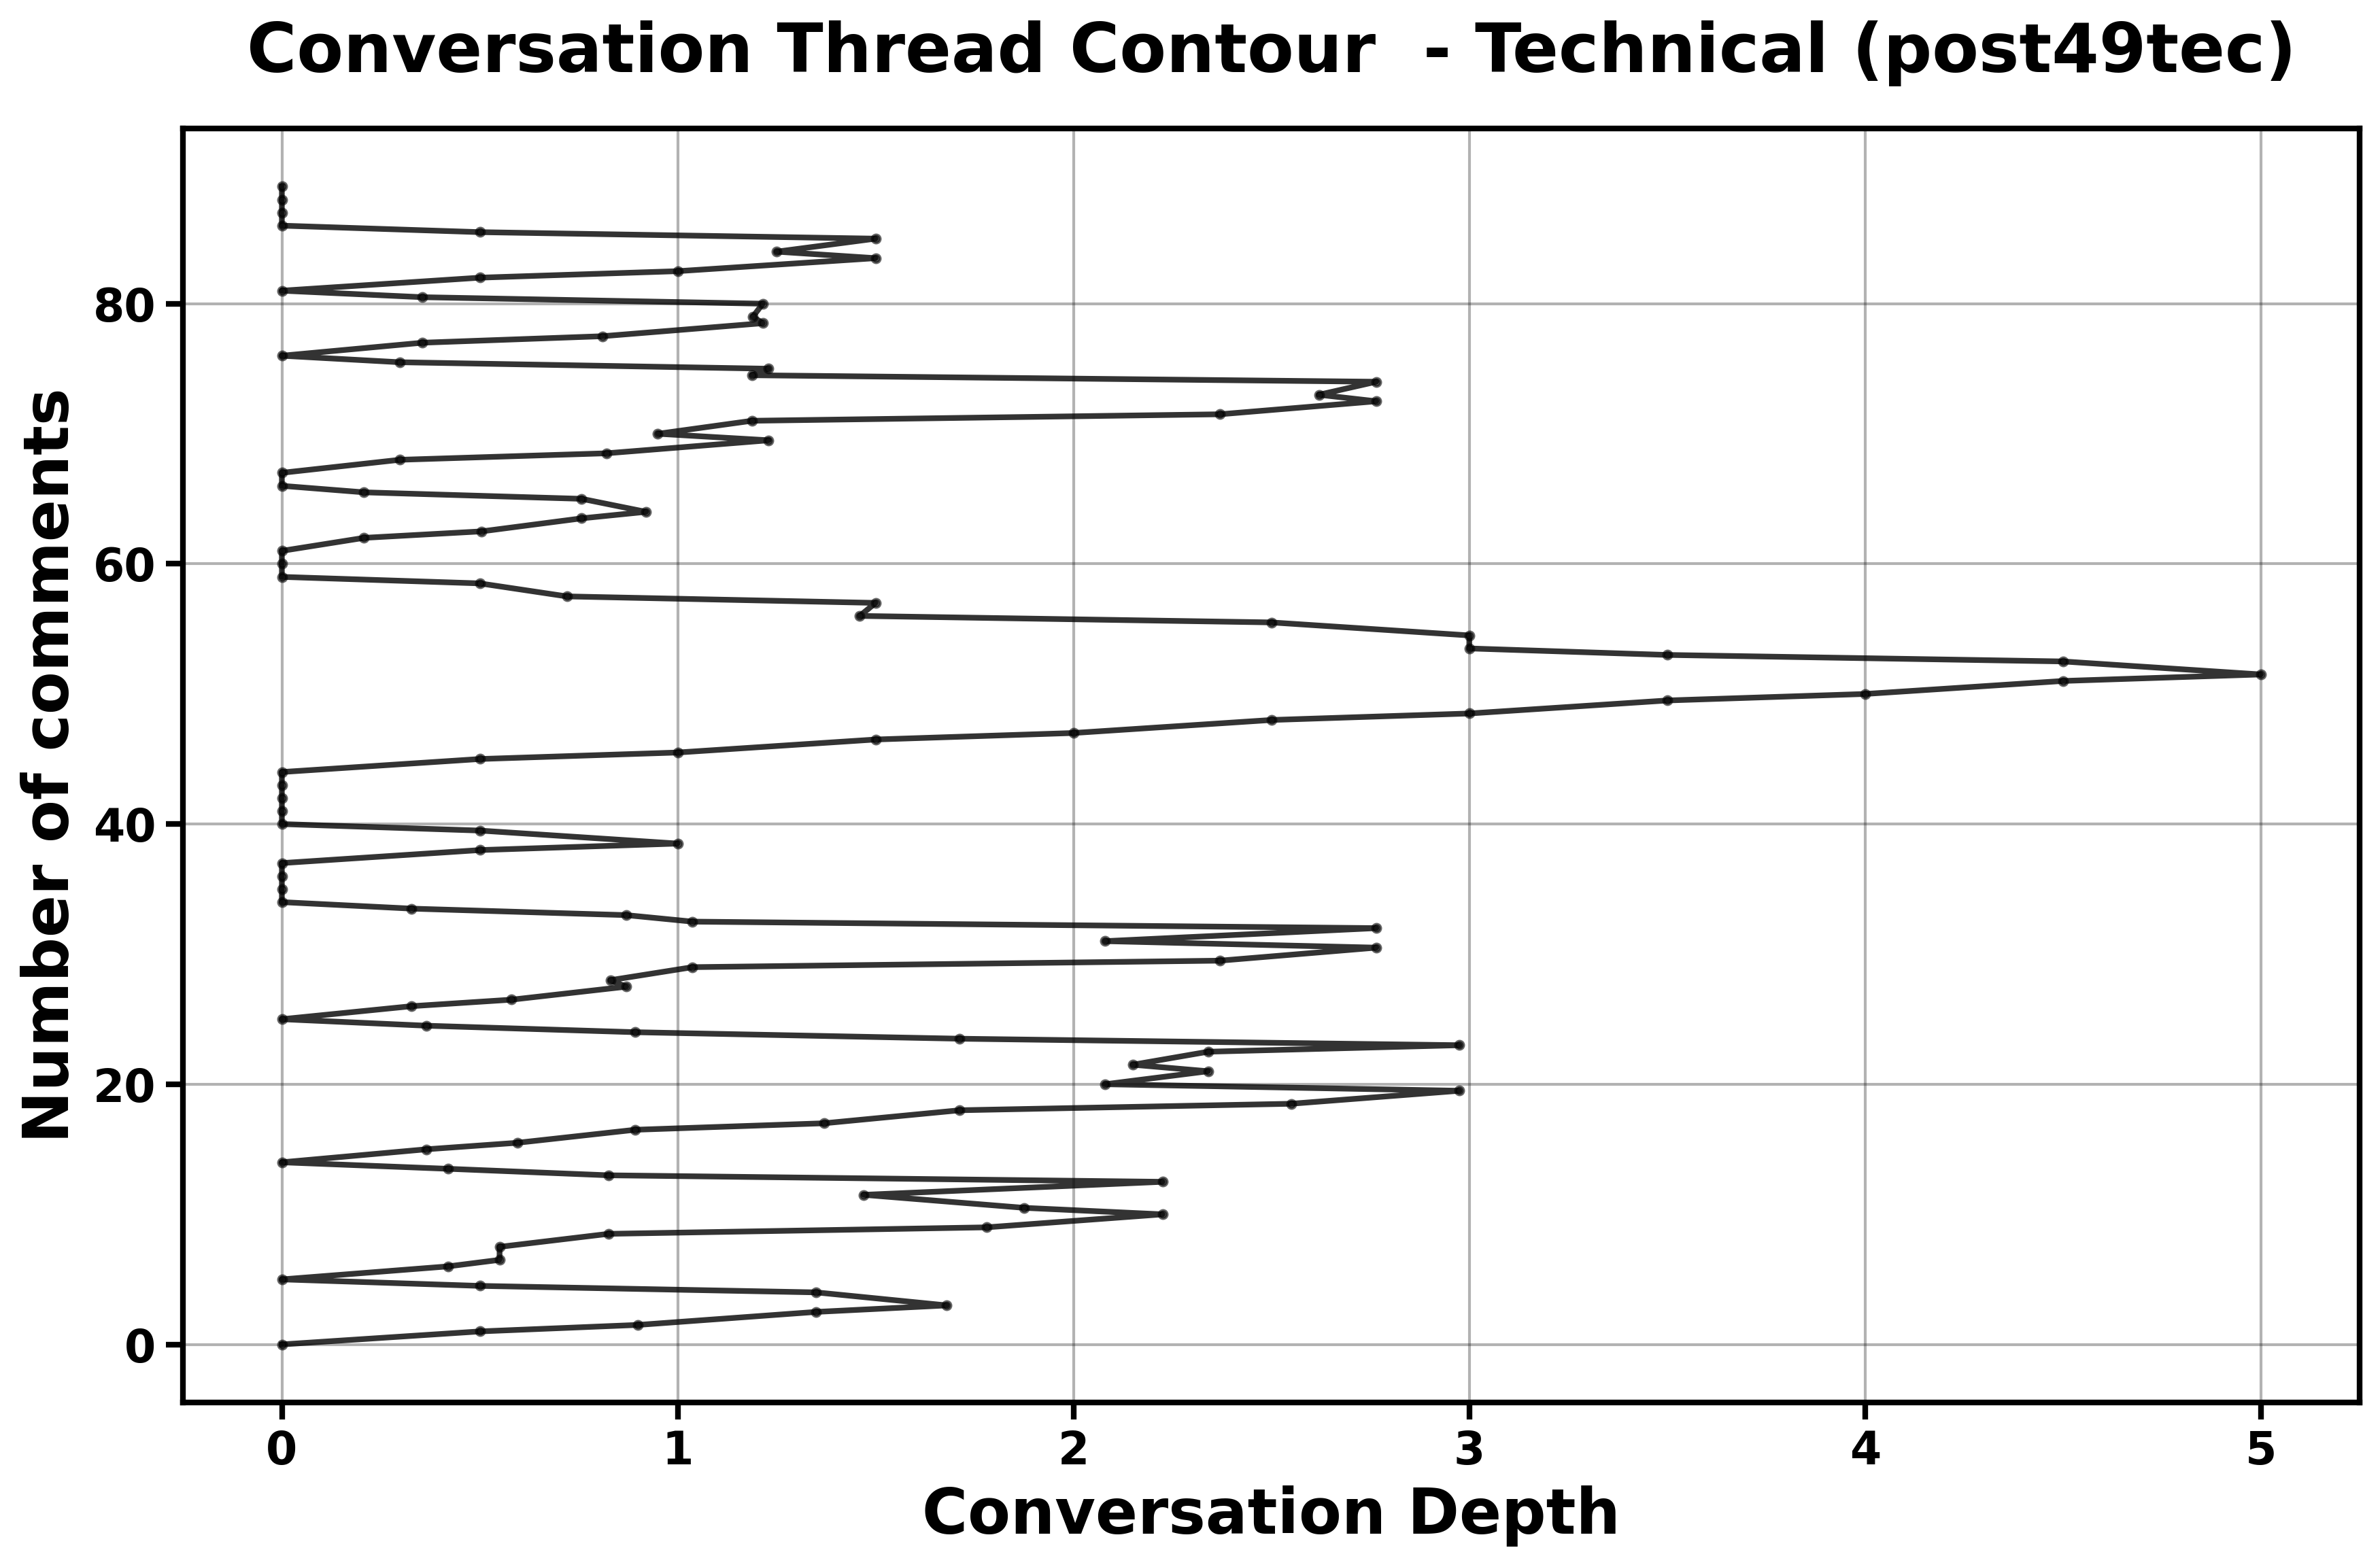 Conversation Thread Contour  - Technical (post49tec)
Number of comments
80
60
40
20
0
0 1 2 3 4 5
Conversation Depth